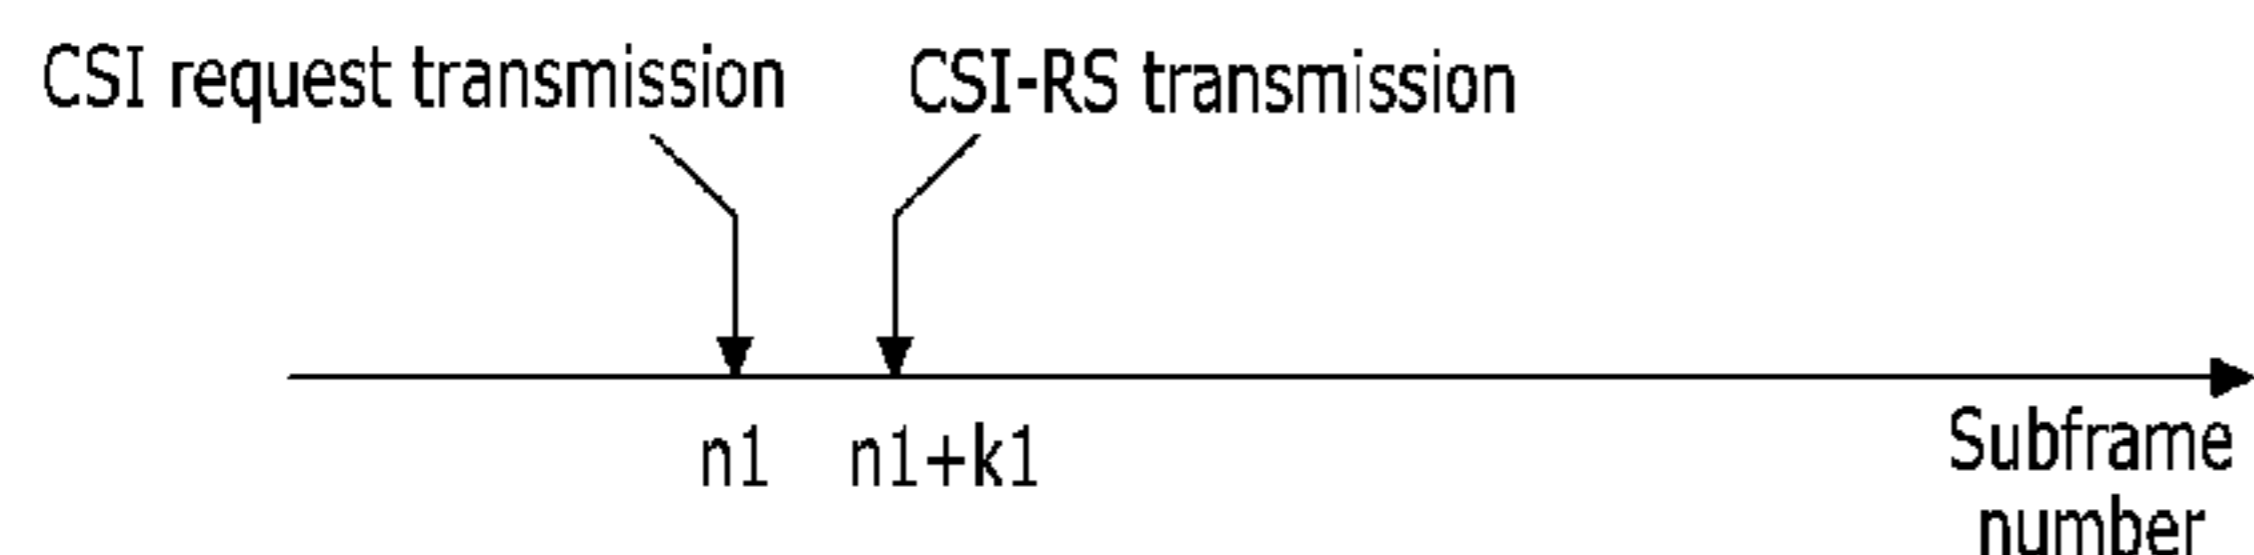 CSI request transmission
CSI-RS transmission
n1
n1+k1
Subframe
number